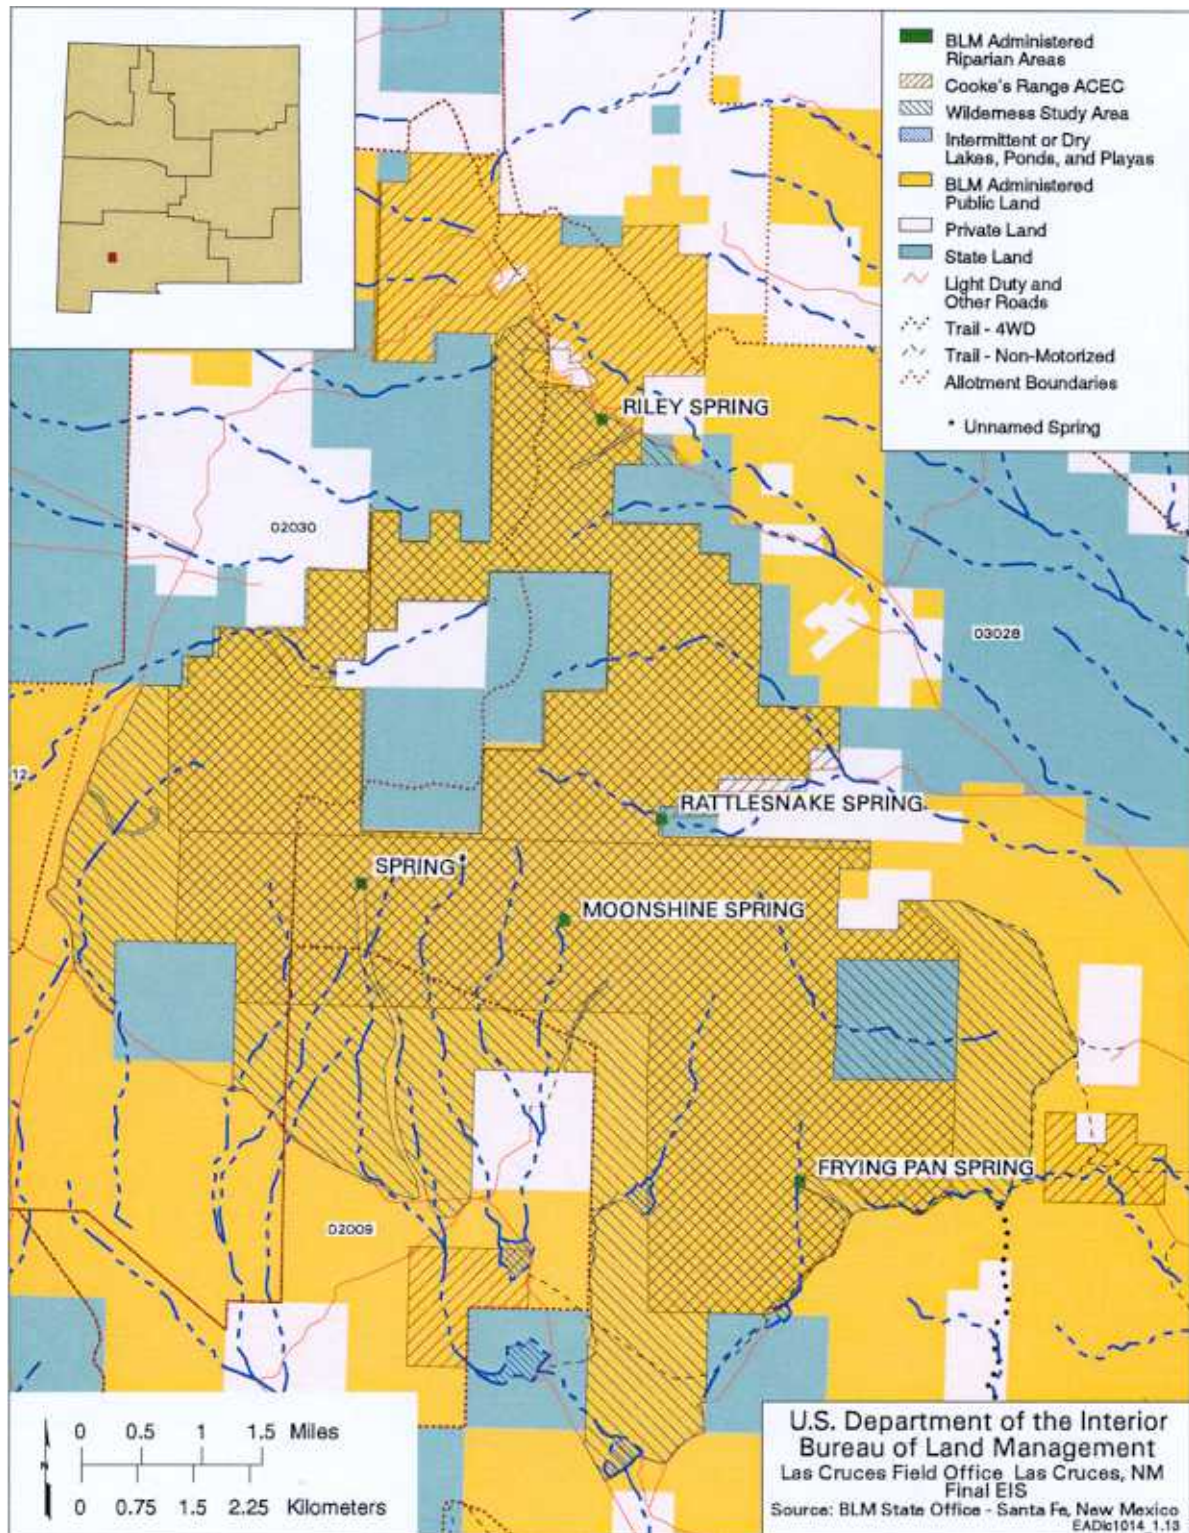 BLM Administered
Riparian Areas
Cooke's Range ACEC
Wilderness Study Area
Intermittent or Dry
Lakes, Ponds, and Playas
BLM Administered
Public Land
Private Land
State Land
Light Duty and
Other Roads
Trail - 4WD
Trail - Non-Motorized
Allotment Boundaries
• Unnamed Spring
RILEY SPRING
02030
03028
12
RATTLESNAKE SPRING
SPRING
MOONSHINE SPRING
FRYING PAN SPRING
02009
N
0 0.5 1 1.5 Miles
0 0.75 1.5 2.25 Kilometers
U.S. Department of the Interior
Bureau of Land Management
Las Cruces Field Office Las Cruces, NM
Final EIS
Source: BLM State Office - Santa Fe, New Mexico
EADlc1014 1.13